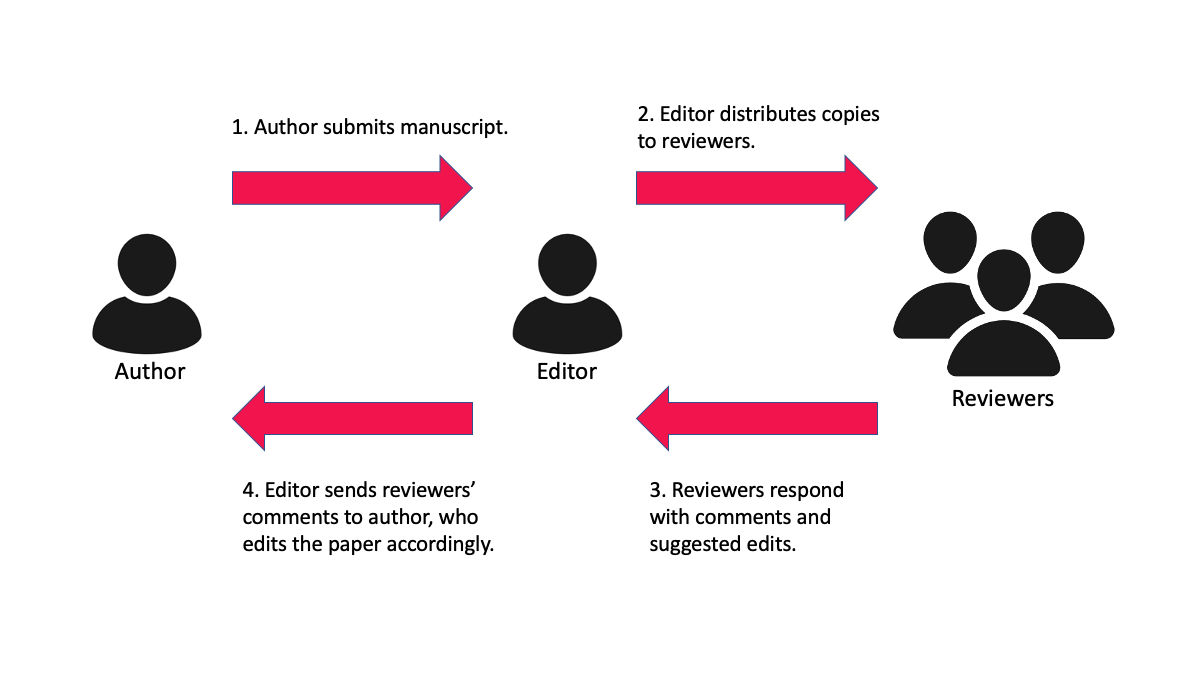 1. Author submits manuscript.
2. Editor distributes copies
to reviewers.
Author
Editor
Reviewers
4. Editor sends reviewers’
comments to author, who
edits the paper accordingly.
3. Reviewers respond
with comments and
suggested edits.